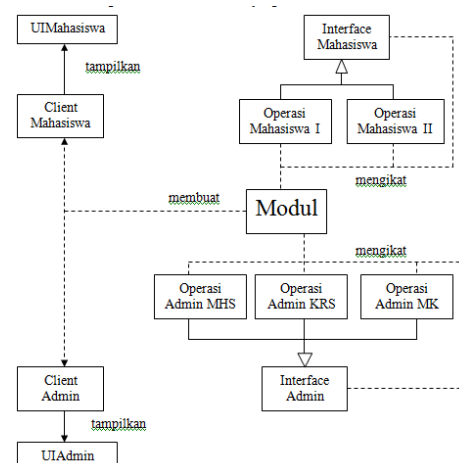 UIMahasiswa
Interface
Mahasiswa
tampilkan
Client
Mahasiswa
Operasi
Mahasiswa I
Operasi
Mahasiswa II
mengikat
membuat
Modul
mengikat
Operasi
Admin MHS
Operasi
Admin KRS
Operasi
Admin MK
Client
Admin
Interface
Admin
tampilkan
UIAdmin